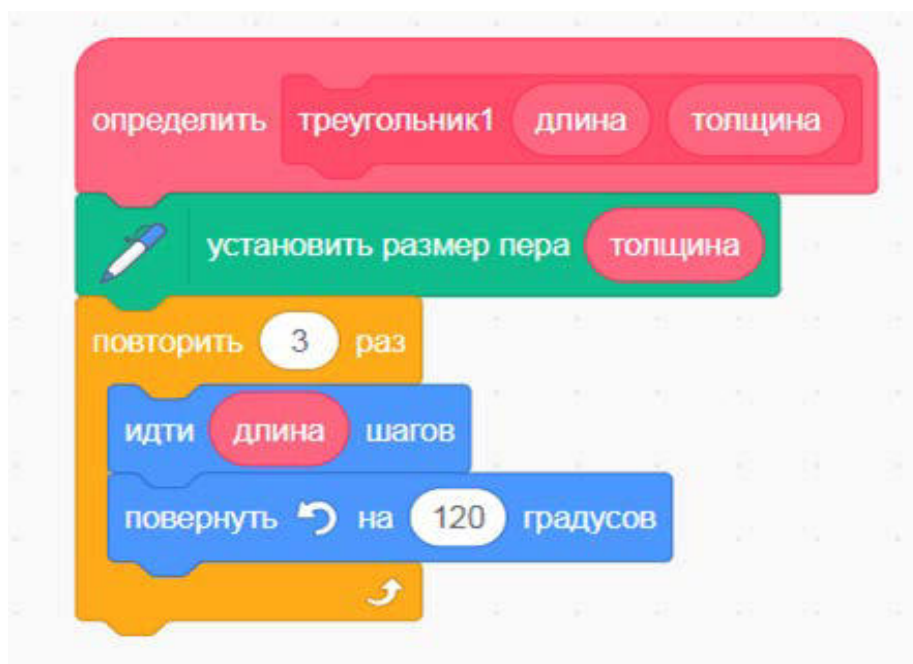 определить треугольник1 длина толщина
установить размер пера толщина
повторить 3 раз
идти длина шагов
повернуть на 120 градусов